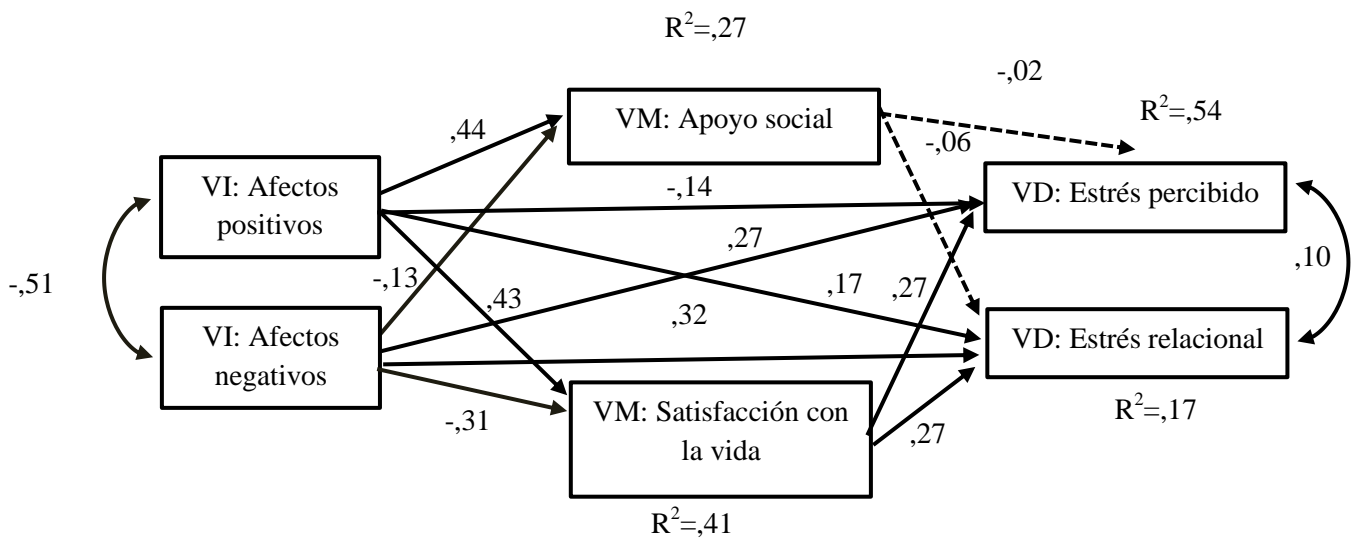 R²=,27
-,02
VM: Apoyo social
R²=,54
,44
-,06
VI: Afectos
positivos
-,14
VD: Estrés percibido
,27
-,51
-,13
,43
,17
,27
,10
,32
VI: Afectos
negativos
VD: Estrés relacional
-,31
VM: Satisfacción con
la vida
,27
R²=,17
R²=,41